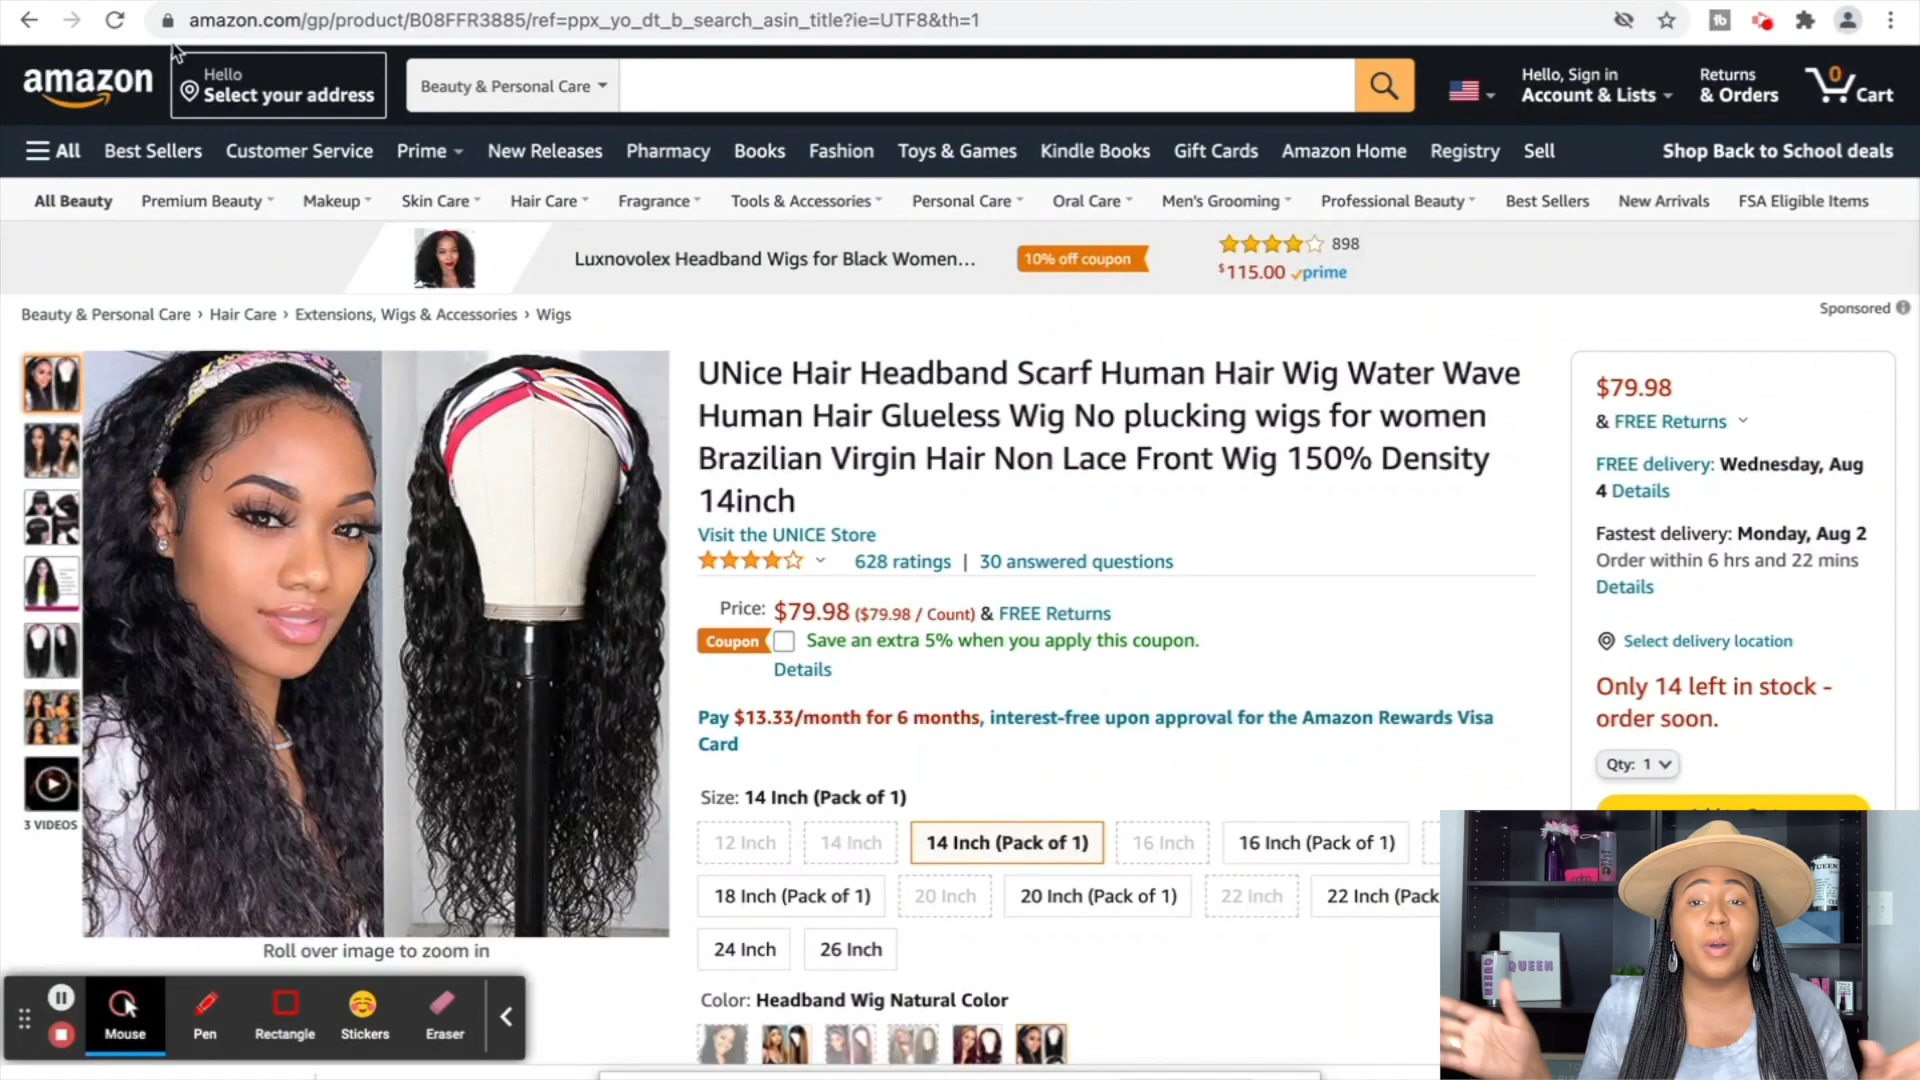 amazon.com/gp/product/B08FFR3885/ref=ppx_yo_dt_b_search_asin_title?ie=UTF8&th=1
amazon
Hello
Select your address
Beauty & Personal Care
Hello, Sign in
Account & Lists
Returns
& Orders
0
Cart
All
Best Sellers
Customer Service
Prime
New Releases
Pharmacy
Books
Fashion
Toys & Games
Kindle Books
Gift Cards
Amazon Home
Registry
Sell
Shop Back to School deals
All Beauty
Premium Beauty
Makeup
Skin Care
Hair Care
Fragrance
Tools & Accessories
Personal Care
Oral Care
Men's Grooming
Professional Beauty
Best Sellers
New Arrivals
FSA Eligible Items
Luxnovolex Headband Wigs for Black Women...
10% off coupon
898
$115.00 prime
Sponsored
Beauty & Personal Care › Hair Care › Extensions, Wigs & Accessories › Wigs
3 VIDEOS
Roll over image to zoom in
UNice Hair Headband Scarf Human Hair Wig Water Wave
Human Hair Glueless Wig No plucking wigs for women
Brazilian Virgin Hair Non Lace Front Wig 150% Density
14inch
Visit the UNICE Store
628 ratings | 30 answered questions
Price: $79.98 ($79.98 / Count) & FREE Returns
Coupon Save an extra 5% when you apply this coupon.
Details
Pay $13.33/month for 6 months, interest-free upon approval for the Amazon Rewards Visa
Card
Size: 14 Inch (Pack of 1)
12 Inch
14 Inch
14 Inch (Pack of 1)
16 Inch
16 Inch (Pack of 1)
18 Inch (Pack of 1)
20 Inch
20 Inch (Pack of 1)
22 Inch
22 Inch (Pack
24 Inch
26 Inch
Color: Headband Wig Natural Color
$79.98
& FREE Returns
FREE delivery: Wednesday, Aug
4 Details
Fastest delivery: Monday, Aug 2
Order within 6 hrs and 22 mins
Details
Select delivery location
Only 14 left in stock -
order soon.
Qty: 1
Mouse
Pen
Rectangle
Stickers
Eraser
QUEEN
QUEEN
QUEEN